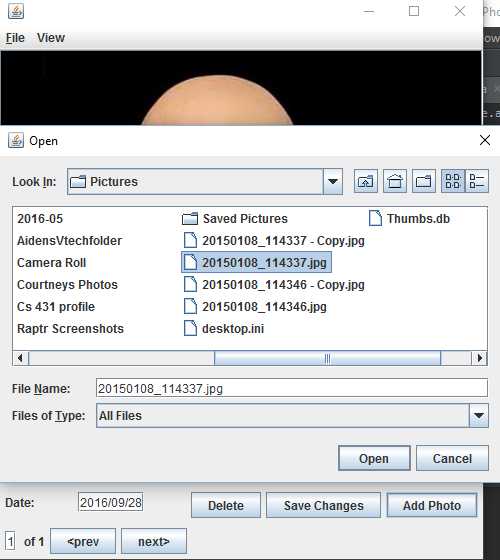 Pho
File View
ow
a ×
e.a
Open
Look In: Pictures
2016-05 Saved Pictures Thumbs.db
AidensVtechfolder 20150108_114337 - Copy.jpg
Camera Roll 20150108_114337.jpg
Courtneys Photos 20150108_114346 - Copy.jpg
Cs 431 profile 20150108_114346.jpg
Raptr Screenshots desktop.ini
File Name: 20150108_114337.jpg
Files of Type: All Files
Open Cancel
Date: 2016/09/28 Delete Save Changes Add Photo
1 of 1 <prev next>